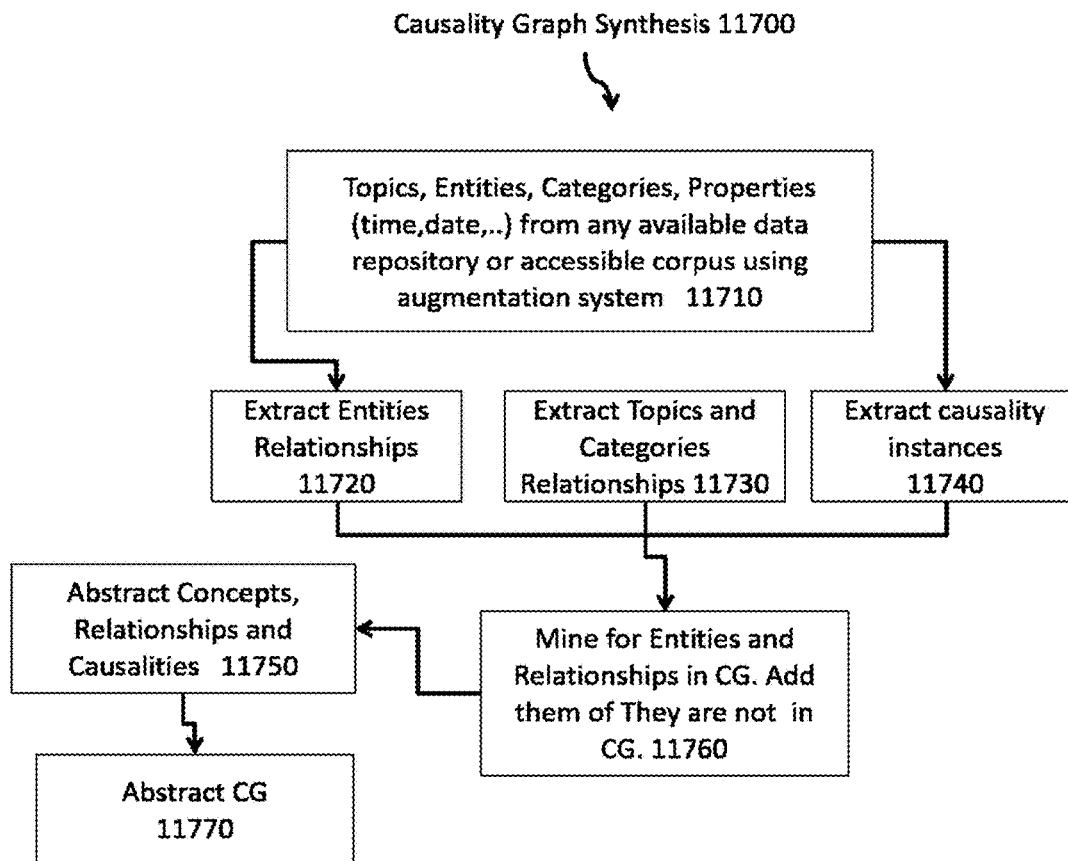 Causality Graph Synthesis 11700
Topics, Entities, Categories, Properties
(time,date,..) from any available data
repository or accessible corpus using
augmentation system 11710
Extract Entities
Relationships
11720
Extract Topics and
Categories
Relationships 11730
Extract causality
instances
11740
Abstract Concepts,
Relationships and
Causalities 11750
Mine for Entities and
Relationships in CG. Add
them of They are not in
CG. 11760
Abstract CG
11770